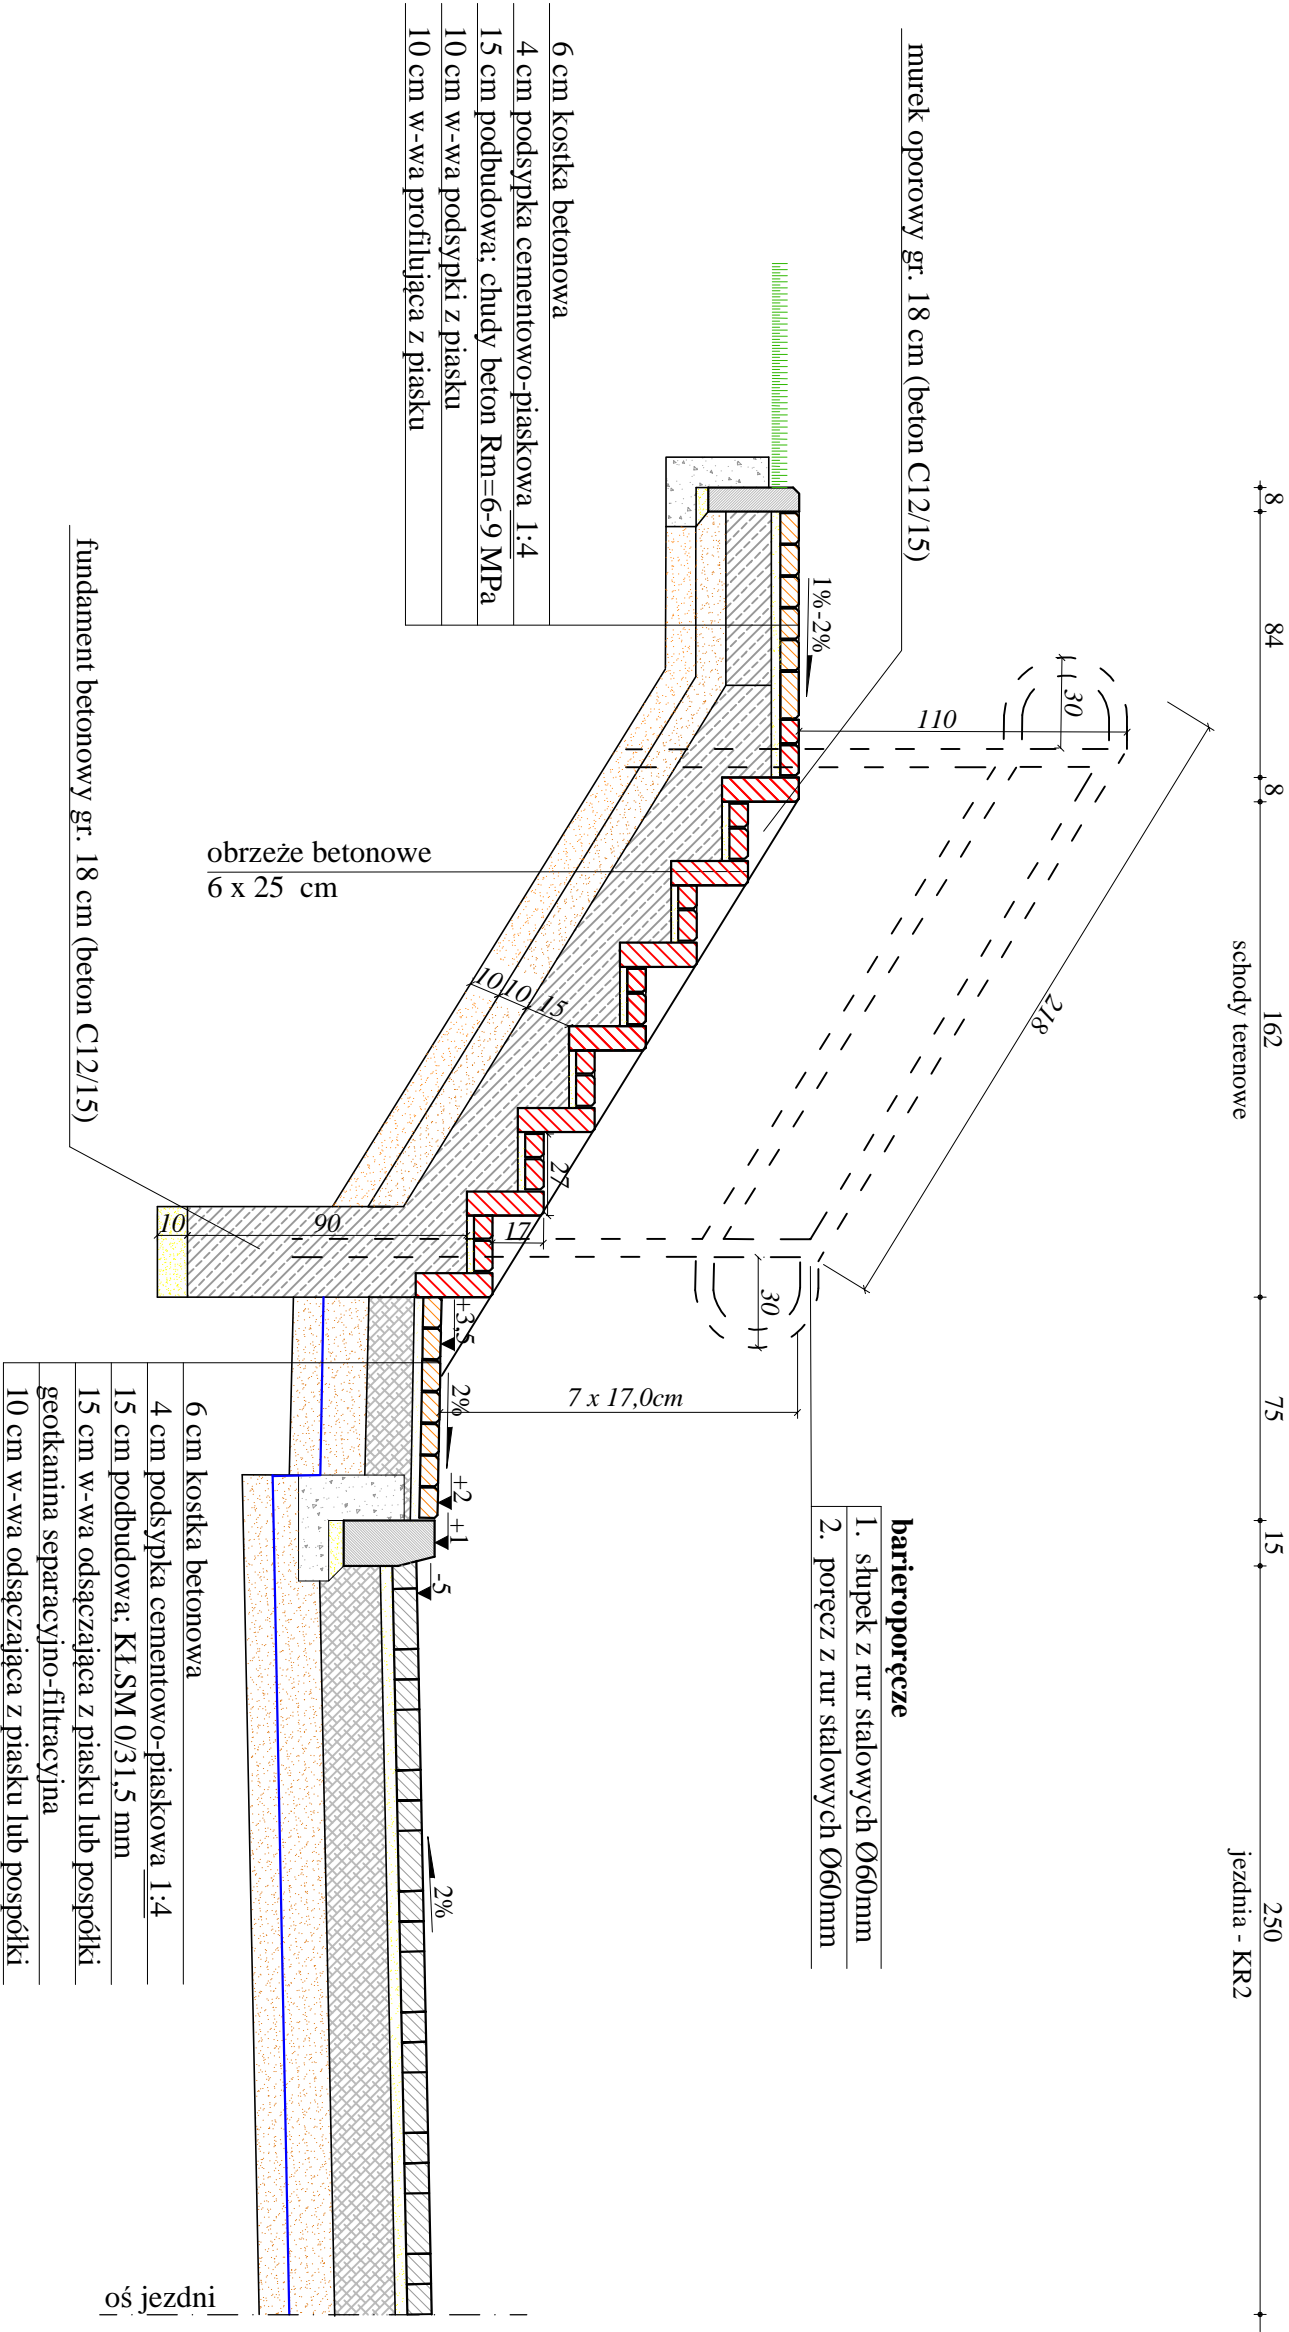 murek oporowy gr. 18 cm (beton C12/15)
6 cm kostka betonowa
4 cm podsypka cementowo-piaskowa 1:4
15 cm podbudowa; chudy beton Rm=6-9 MPa
10 cm w-wa podsypki z piasku
10 cm w-wa profilująca z piasku
fundament betonowy gr. 18 cm (beton C12/15)
obrzeże betonowe
6 x 25 cm
8
84
8
162
schody terenowe
75
15
250
jezdnia - KR2
1%-2%
110
30
218
30
10
10
15
27
17
90
10
7 x 17,0cm
+3,5
2%
+2
+1
-5
2%
barieroporęcze
1. słupek z rur stalowych Ø60mm
2. poręcz z rur stalowych Ø60mm
6 cm kostka betonowa
4 cm podsypka cementowo-piaskowa 1:4
15 cm podbudowa; KŁSM 0/31,5 mm
15 cm w-wa odsączająca z piasku lub pospółki
geotkanina separacyjno-filtracyjna
10 cm w-wa odsączająca z piasku lub pospółki
oś jezdni